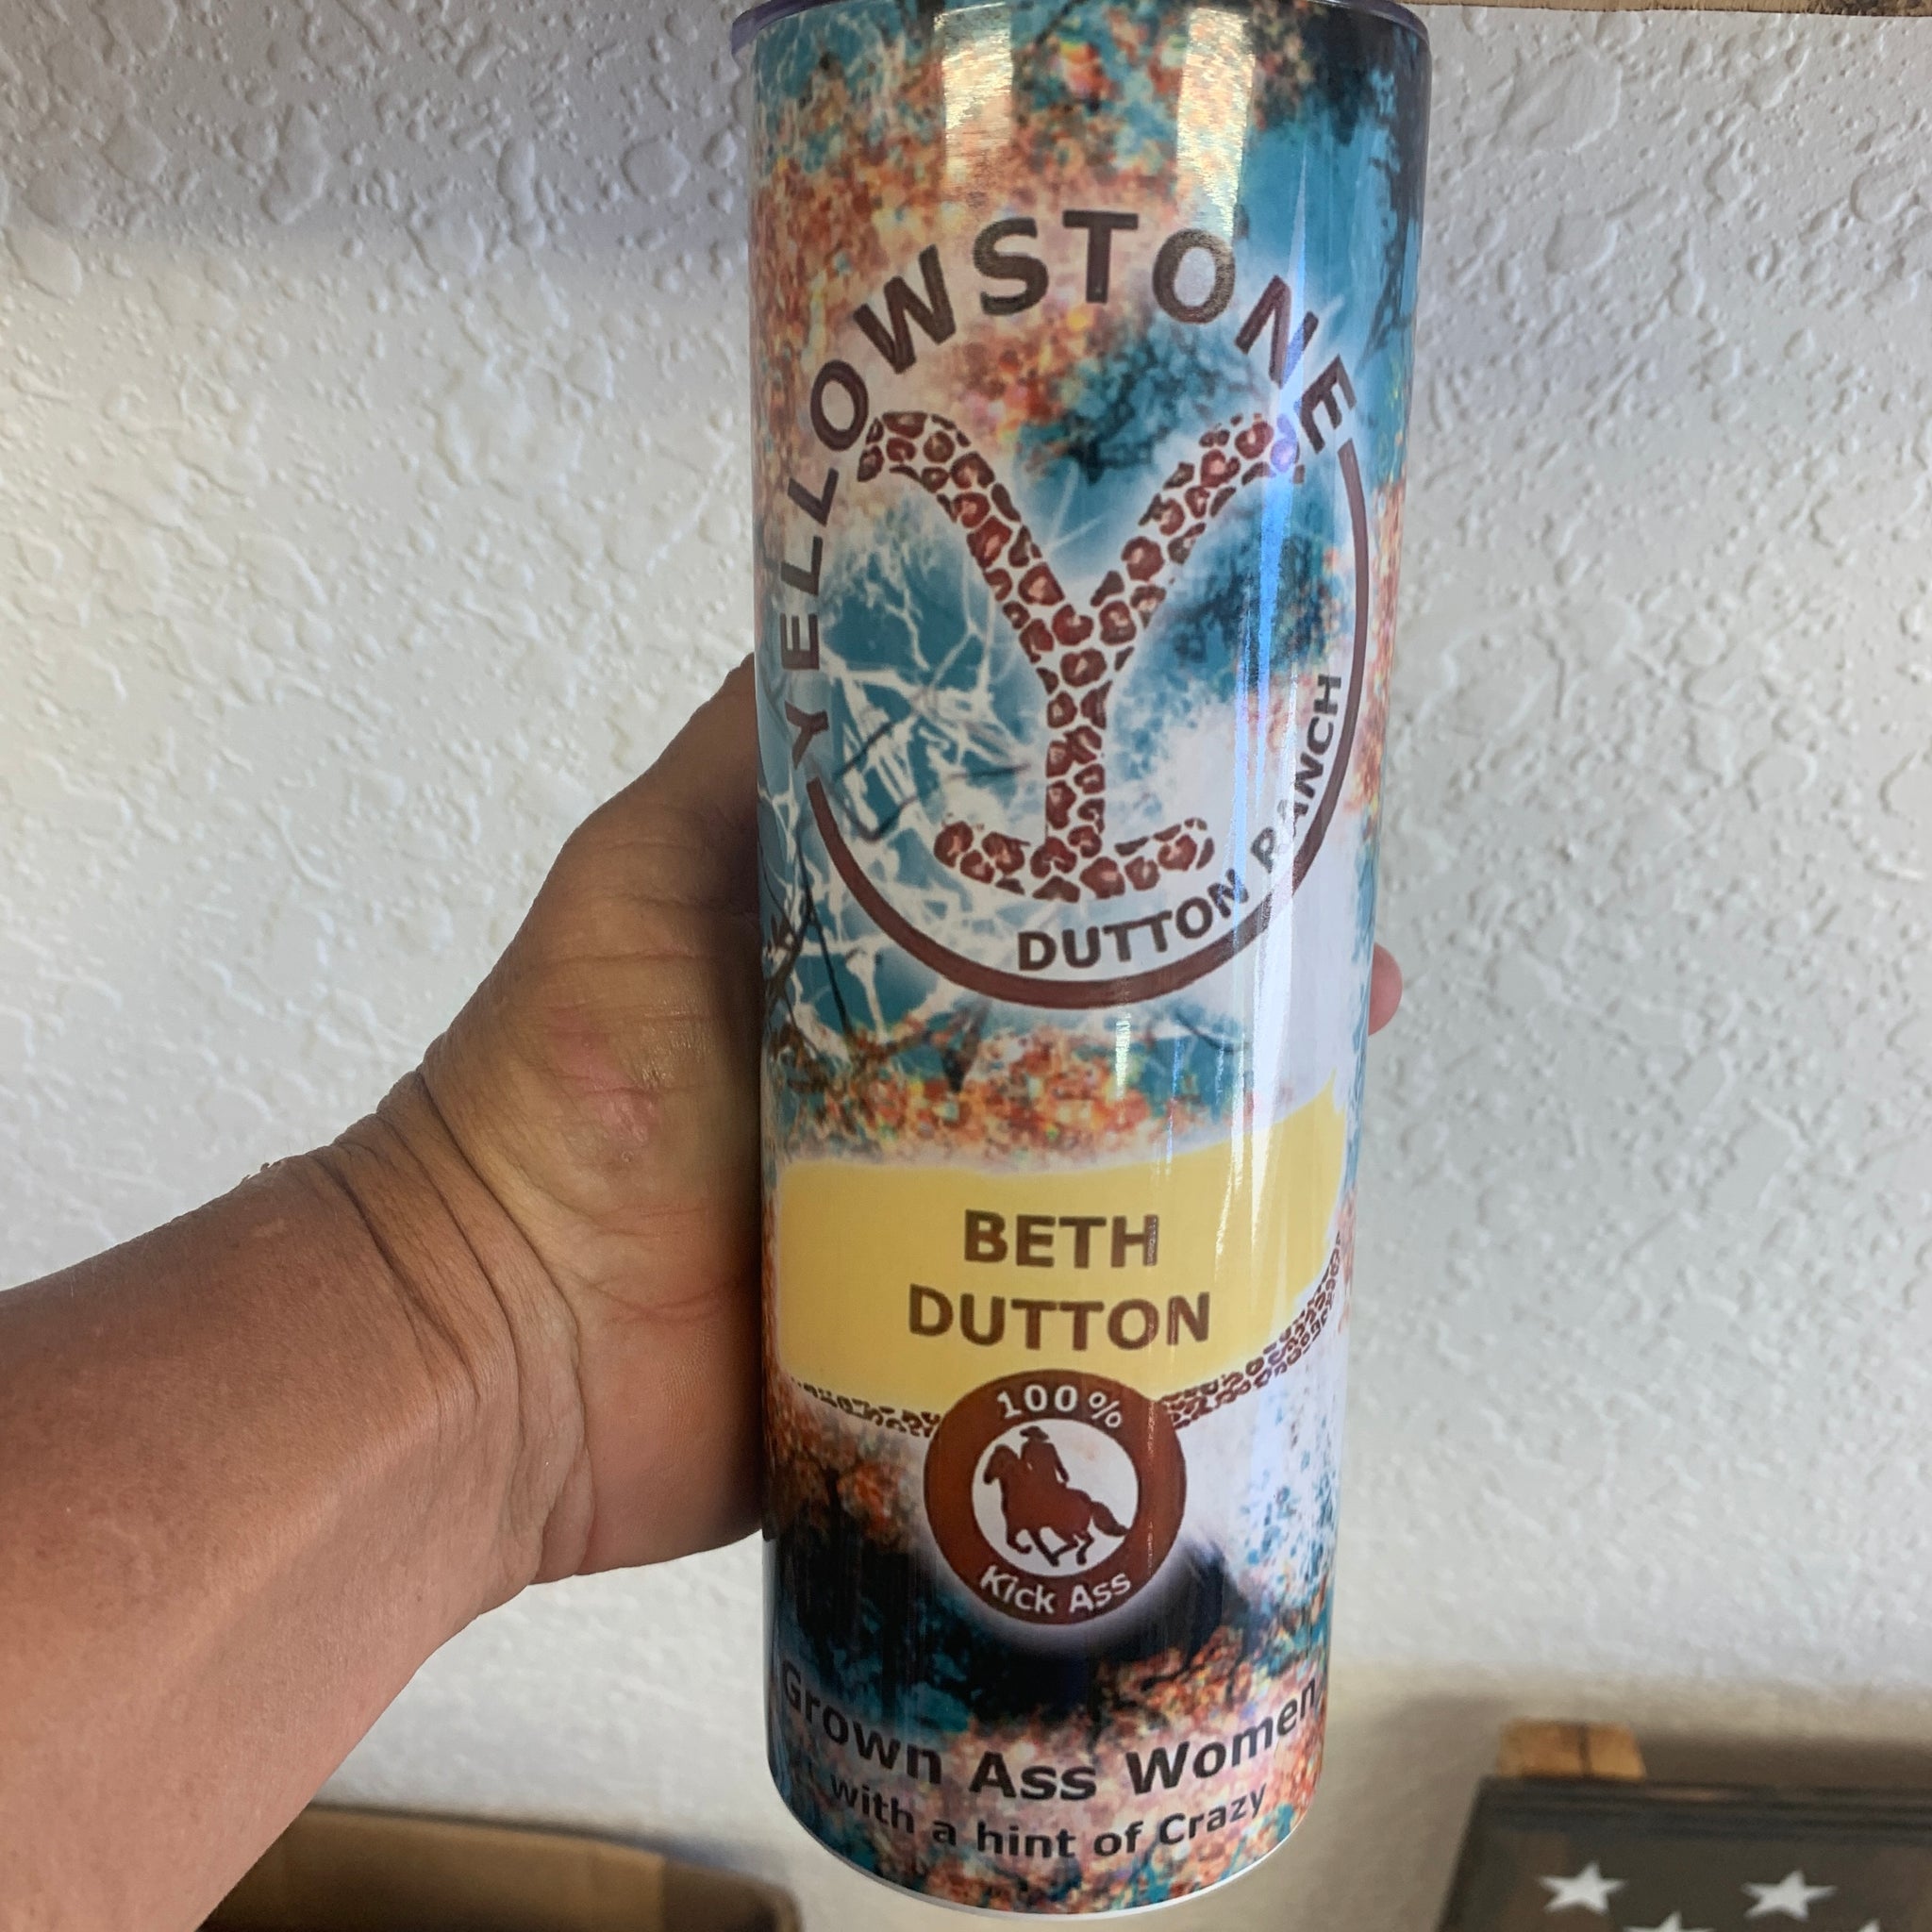 YELLOWSTONE
Y
DUTTON RANCH
BETH
DUTTON
100%
Kick Ass
Grown Ass Women,
with a hint of Crazy